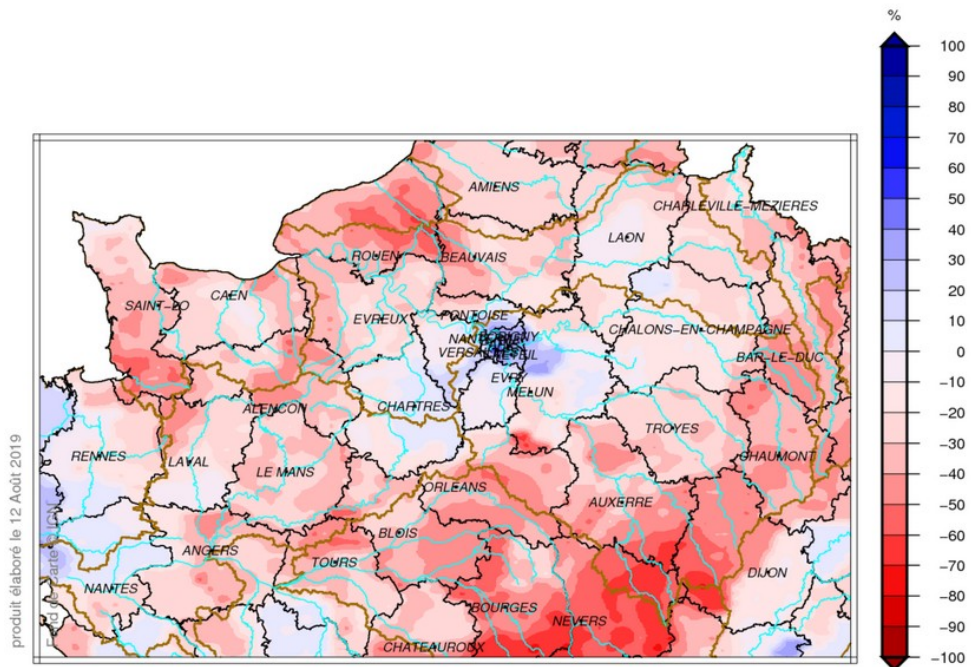 %
100
90
80
70
60
50
40
30
20
10
0
−10
−20
−30
−40
−50
−60
−70
−80
−90
−100
AMIENS
CHARLEVILLE−MEZIERES
LAON
ROUEN
BEAUVAIS
SAINT−LO
CAEN
EVREUX
PONTOISE
CHALONS−EN−CHAMPAGNE
BAR−LE−DUC
EVRY
MELUN
CHARTRES
ALENCON
TROYES
RENNES
LAVAL
LE MANS
CHAUMONT
ORLEANS
AUXERRE
BLOIS
ANGERS
TOURS
DIJON
NANTES
BOURGES
NEVERS
CHATEAUROUX
produit élaboré le 12 Août 2019
Fond de carte